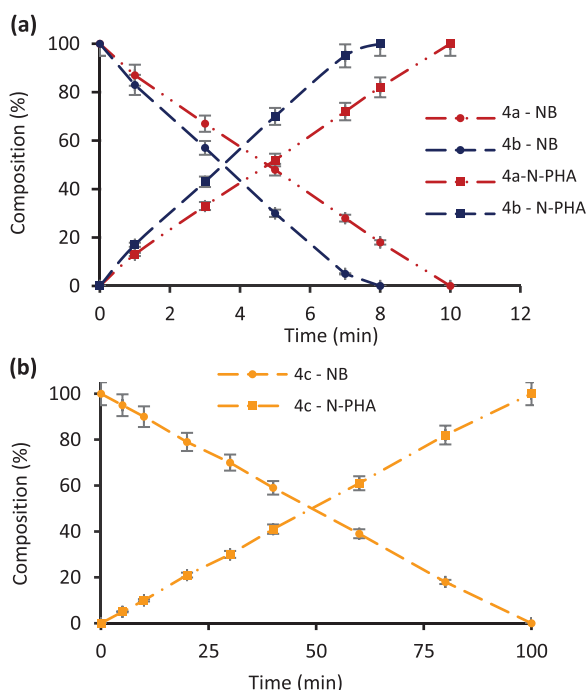 (a)
Composition (%)
100
80
60
40
20
0
0 2 4 6 8 10 12
Time (min)
4a - NB
4b - NB
4a-N-PHA
4b - N-PHA
(b)
4c - NB
4c - N-PHA
Composition (%)
100
80
60
40
20
0
0 25 50 75 100
Time (min)